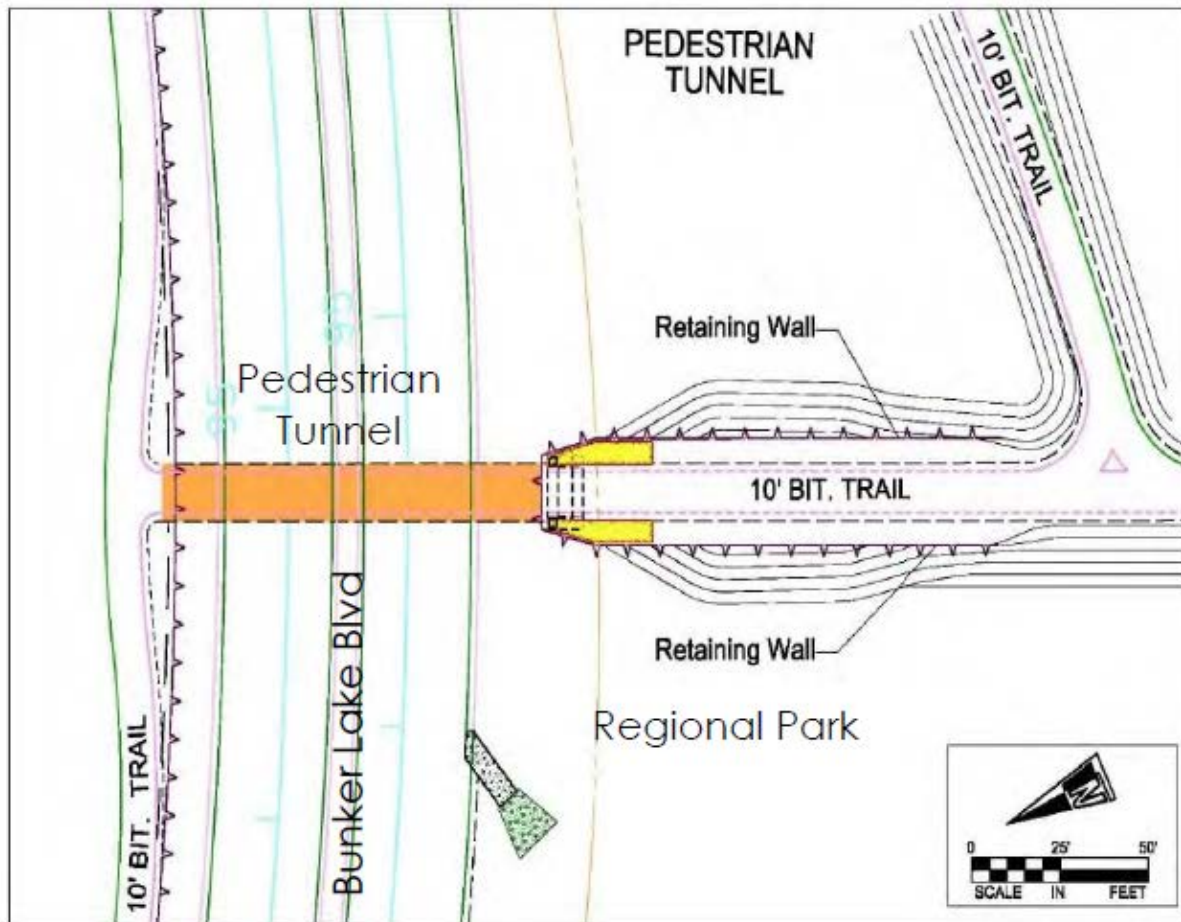 PEDESTRIAN
TUNNEL
10' BIT. TRAIL
Retaining Wall
95
95
Pedestrian
Tunnel
10' BIT. TRAIL
Retaining Wall
Bunker Lake Blvd
10' BIT. TRAIL
Regional Park
N
0 25' 50'
SCALE IN FEET